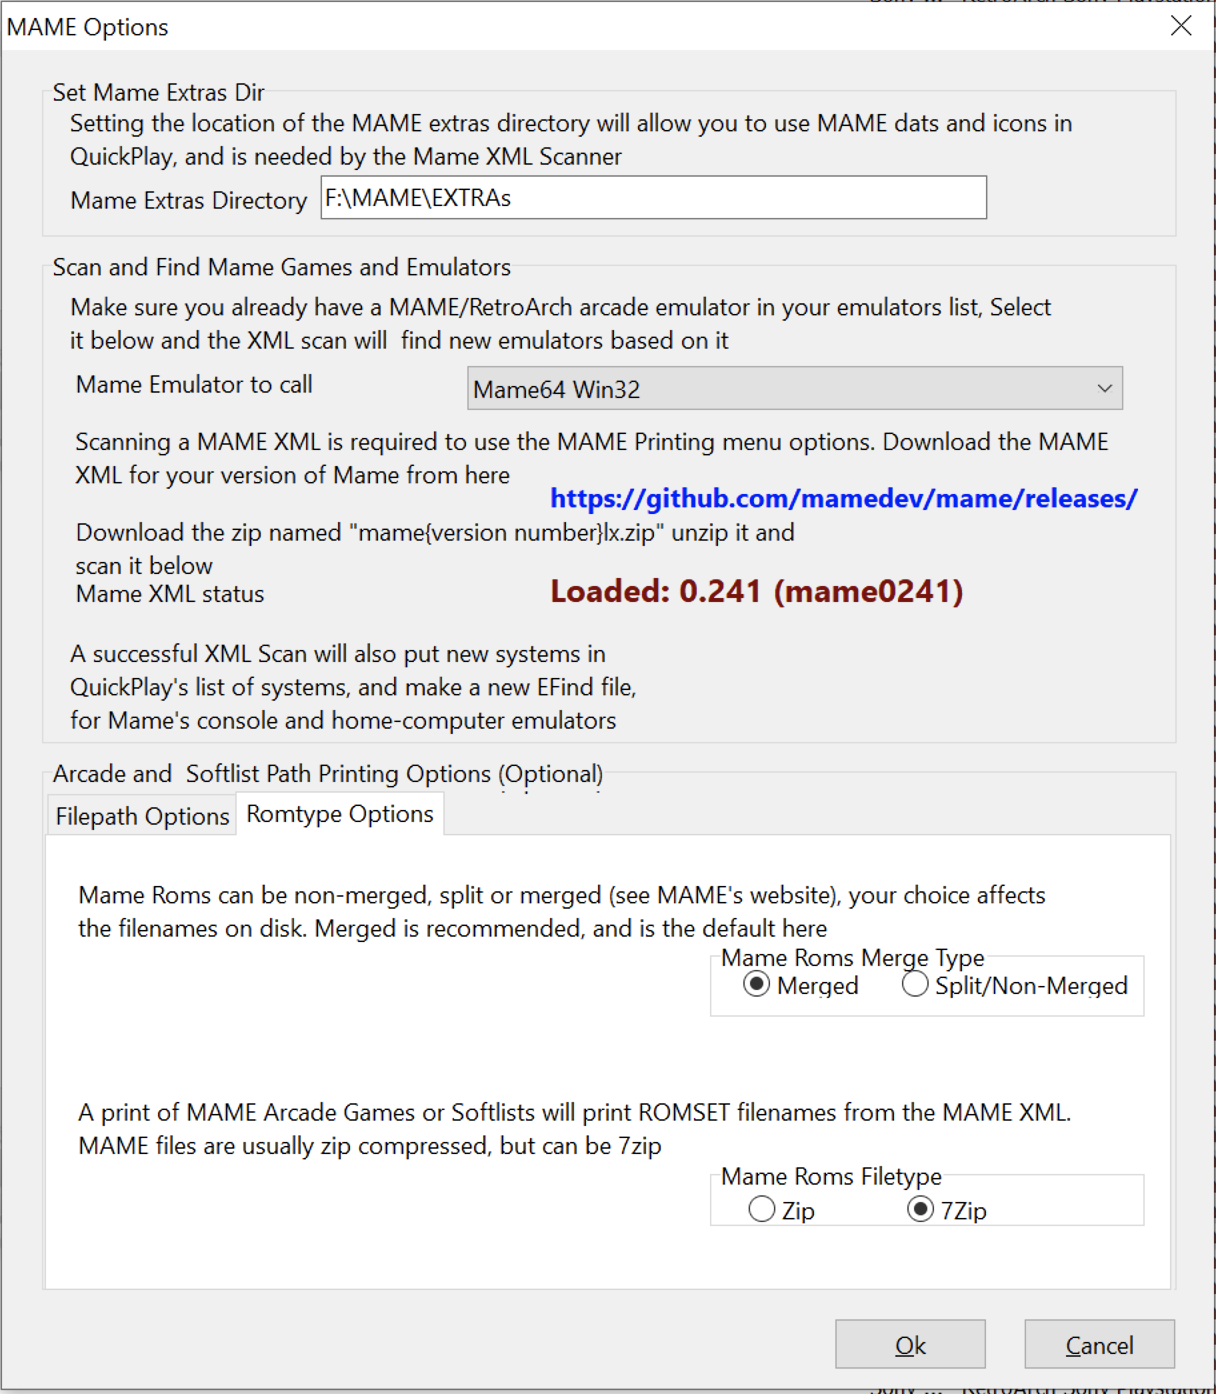 MAME Options
Set Mame Extras Dir
Setting the location of the MAME extras directory will allow you to use MAME dats and icons in
QuickPlay, and is needed by the Mame XML Scanner
Mame Extras Directory F:\MAME\EXTRAs
Scan and Find Mame Games and Emulators
Make sure you already have a MAME/RetroArch arcade emulator in your emulators list, Select
it below and the XML scan will  find new emulators based on it
Mame Emulator to call Mame64 Win32
Scanning a MAME XML is required to use the MAME Printing menu options. Download the MAME
XML for your version of Mame from here
https://github.com/mamedev/mame/releases/
Download the zip named "mame{version number}lx.zip" unzip it and
scan it below
Mame XML status Loaded: 0.241 (mame0241)
A successful XML Scan will also put new systems in
QuickPlay's list of systems, and make a new EFind file,
for Mame's console and home-computer emulators
Arcade and  Softlist Path Printing Options (Optional)
Filepath Options Romtype Options
Mame Roms can be non-merged, split or merged (see MAME's website), your choice affects
the filenames on disk. Merged is recommended, and is the default here
Mame Roms Merge Type
Merged Split/Non-Merged
A print of MAME Arcade Games or Softlists will print ROMSET filenames from the MAME XML.
MAME files are usually zip compressed, but can be 7zip
Mame Roms Filetype
Zip 7Zip
Ok Cancel